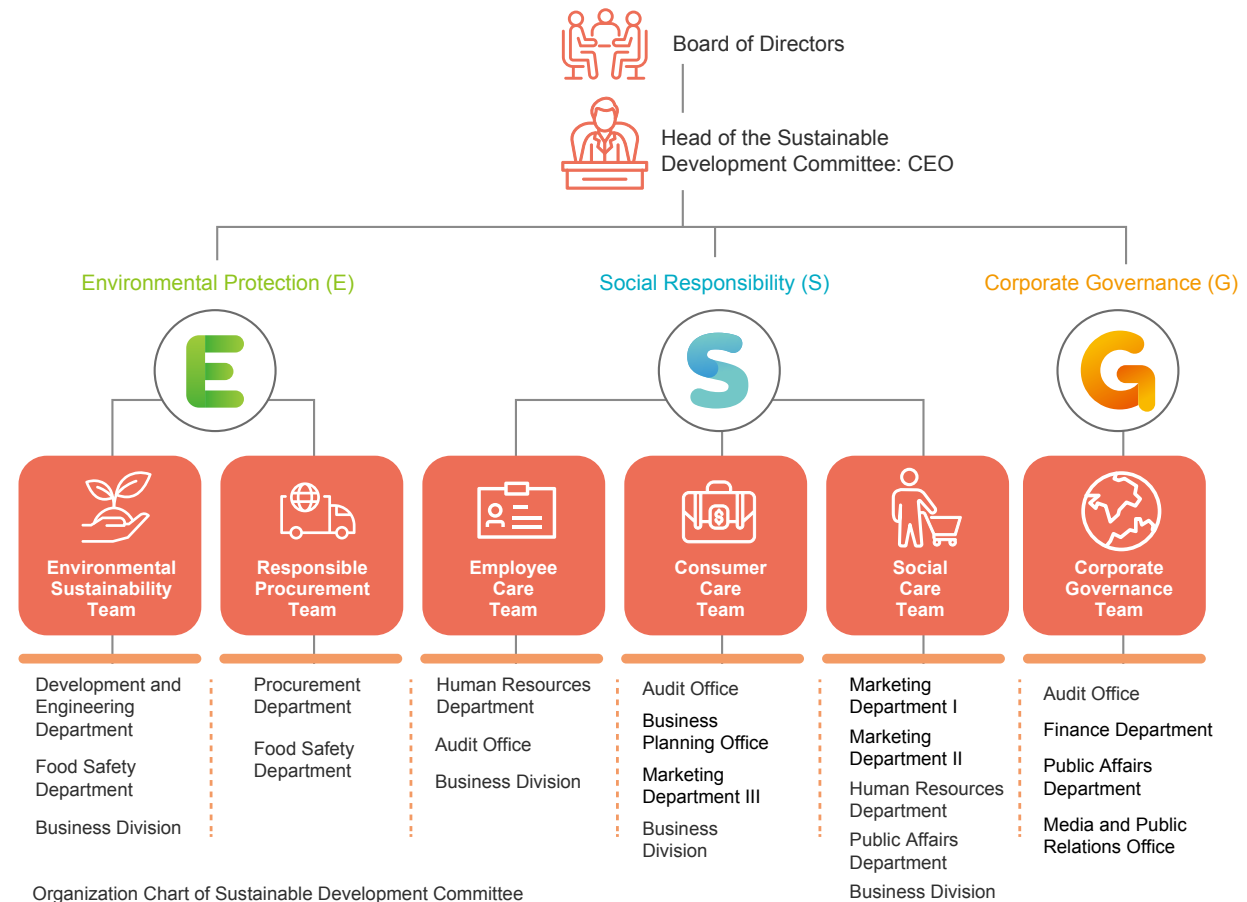 Board of Directors
Head of the Sustainable
Development Committee: CEO
Environmental Protection (E)
Social Responsibility (S)
Corporate Governance (G)
E
S
G
$
Environmental
Sustainability
Team
Responsible
Procurement
Team
Employee
Care
Team
Consumer
Care
Team
Social
Care
Team
Corporate
Governance
Team
Development and
Engineering
Department
Food Safety
Department
Business Division
Procurement
Department
Food Safety
Department
Human Resources
Department
Audit Office
Business Division
Audit Office
Business
Planning Office
Marketing
Department III
Business
Division
Marketing
Department I
Marketing
Department II
Human Resources
Department
Public Affairs
Department
Business Division
Audit Office
Finance Department
Public Affairs
Department
Media and Public
Relations Office
Organization Chart of Sustainable Development Committee